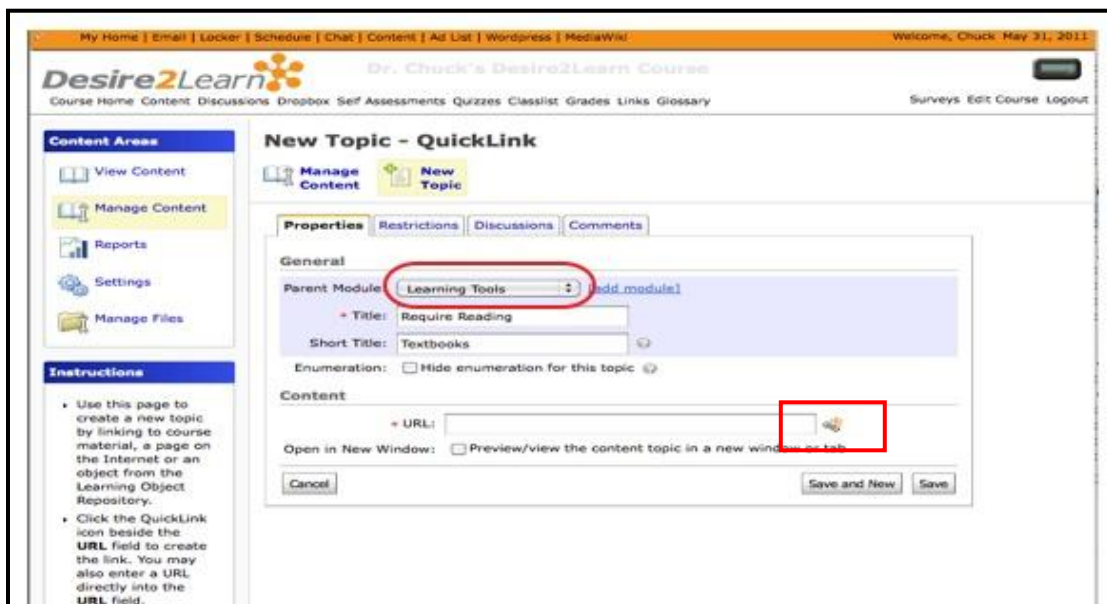 My Home | Email | Locker | Schedule | Chat | Content | Ad List | Wordpress | MediaWiki
Welcome, Chuck May 31, 2011
Desire2Learn
Dr. Chuck's Desire2Learn Course
Course Home Content Discussions Dropbox Self Assessments Quizzes Classlist Grades Links Glossary
Surveys Edit Course Logout
Content Areas
View Content
Manage Content
Reports
Settings
Manage Files
Instructions
• Use this page to
create a new topic
by linking to course
material, a page on
the Internet or an
object from the
Learning Object
Repository.
• Click the QuickLink
icon beside the
URL field to create
the link. You may
also enter a URL
directly into the
URL field.
New Topic - QuickLink
Manage
Content
New
Topic
Properties Restrictions Discussions Comments
General
Parent Module: Learning Tools [add module]
* Title: Require Reading
Short Title: Textbooks
Enumeration: Hide enumeration for this topic
Content
* URL:
Open in New Window: Preview/view the content topic in a new window or tab
Cancel
Save and New Save